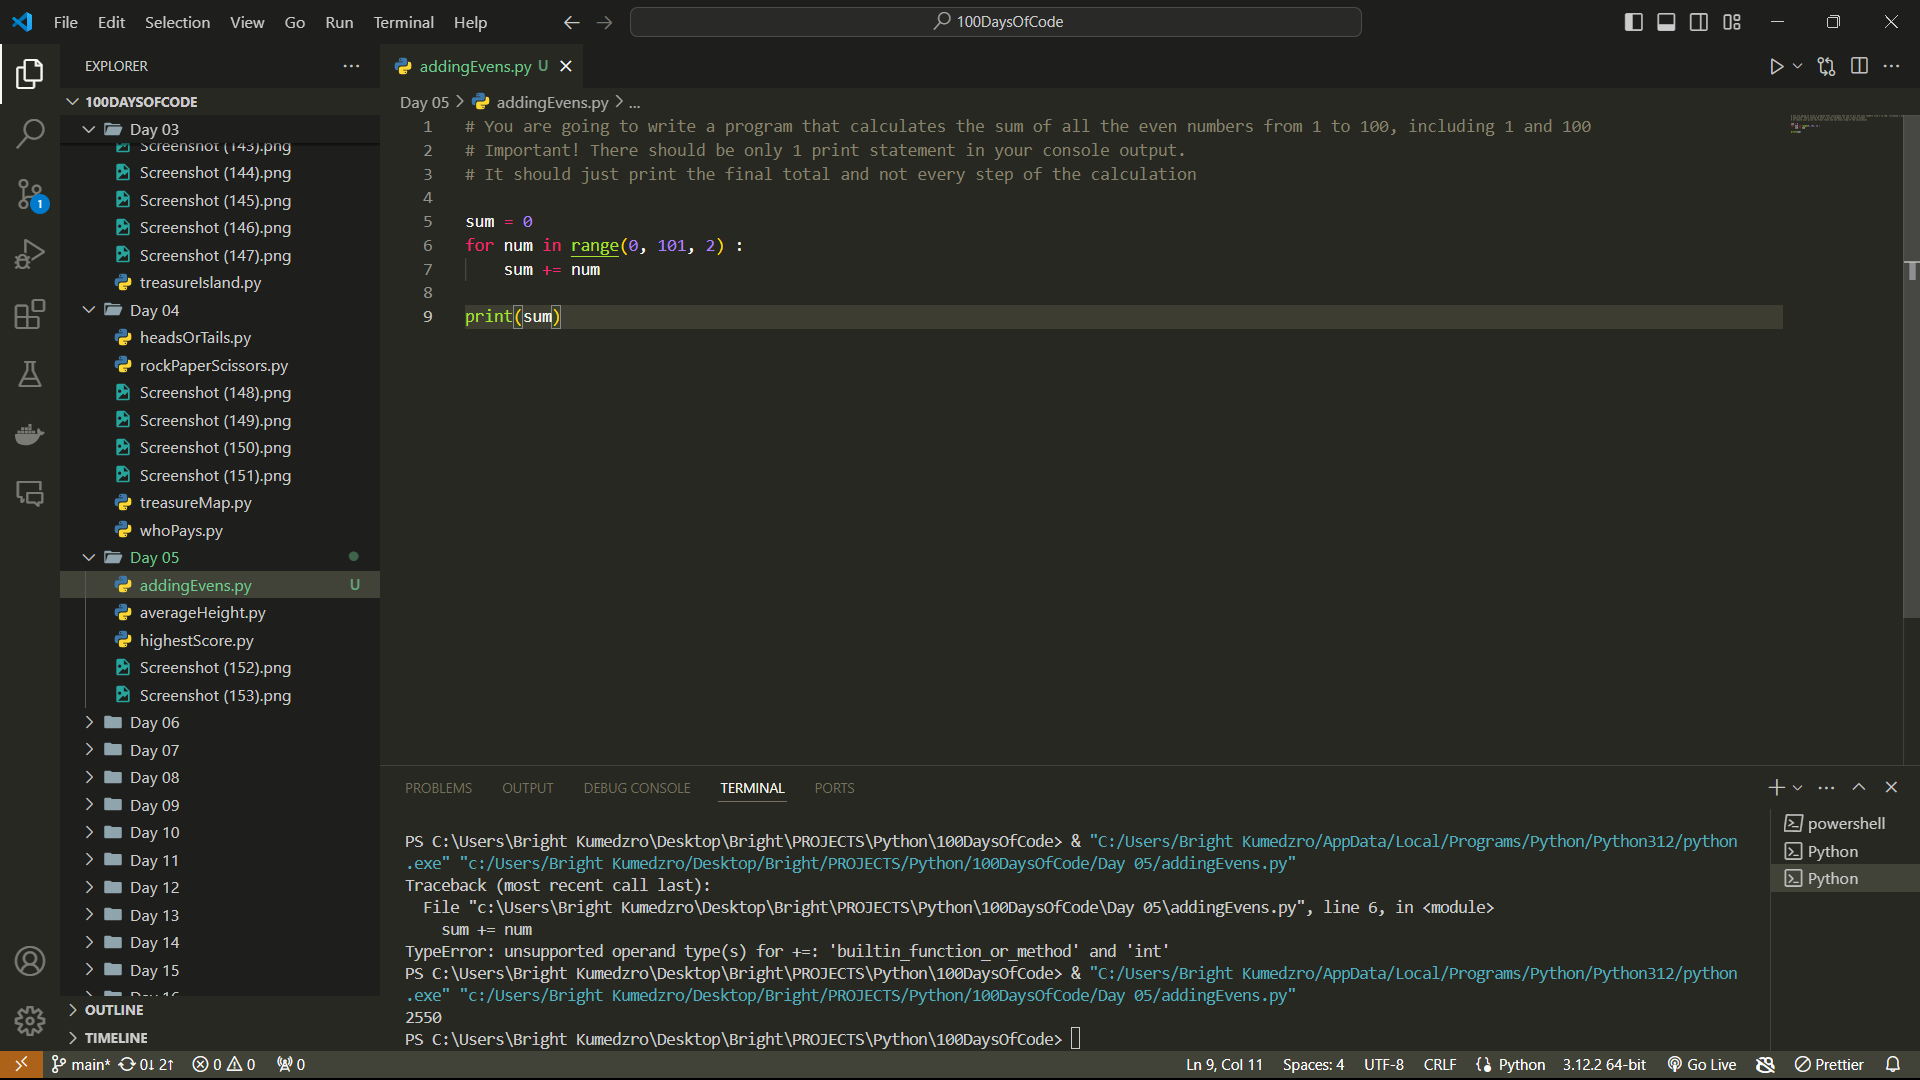 File Edit Selection View Go Run Terminal Help
100DaysOfCode
EXPLORER
100DAYSOFCODE
Day 03
Screenshot (143).png
Screenshot (144).png
Screenshot (145).png
Screenshot (146).png
Screenshot (147).png
treasureIsland.py
Day 04
headsOrTails.py
rockPaperScissors.py
Screenshot (148).png
Screenshot (149).png
Screenshot (150).png
Screenshot (151).png
treasureMap.py
whoPays.py
Day 05
addingEvens.py U
averageHeight.py
highestScore.py
Screenshot (152).png
Screenshot (153).png
Day 06
Day 07
Day 08
Day 09
Day 10
Day 11
Day 12
Day 13
Day 14
Day 15
Day 16
OUTLINE
TIMELINE
addingEvens.py U
Day 05 > addingEvens.py > ...
1 # You are going to write a program that calculates the sum of all the even numbers from 1 to 100, including 1 and 100
2 # Important! There should be only 1 print statement in your console output.
3 # It should just print the final total and not every step of the calculation
4
5 sum = 0
6 for num in range(0, 101, 2) :
7 sum += num
8
9 print(sum)
PROBLEMS OUTPUT DEBUG CONSOLE TERMINAL PORTS
PS C:\Users\Bright Kumedzro\Desktop\Bright\PROJECTS\Python\100DaysOfCode> & "C:/Users/Bright Kumedzro/AppData/Local/Programs/Python/Python312/python
.exe" "c:/Users/Bright Kumedzro/Desktop/Bright/PROJECTS/Python/100DaysOfCode/Day 05/addingEvens.py"
Traceback (most recent call last):
File "c:\Users\Bright Kumedzro\Desktop\Bright\PROJECTS\Python\100DaysOfCode\Day 05\addingEvens.py", line 6, in <module>
sum += num
TypeError: unsupported operand type(s) for +=: 'builtin_function_or_method' and 'int'
PS C:\Users\Bright Kumedzro\Desktop\Bright\PROJECTS\Python\100DaysOfCode> & "C:/Users/Bright Kumedzro/AppData/Local/Programs/Python/Python312/python
.exe" "c:/Users/Bright Kumedzro/Desktop/Bright/PROJECTS/Python/100DaysOfCode/Day 05/addingEvens.py"
2550
PS C:\Users\Bright Kumedzro\Desktop\Bright\PROJECTS\Python\100DaysOfCode>
powershell
Python
Python
1
main* 0↓ 2↑ 0 0 0
Ln 9, Col 11 Spaces: 4 UTF-8 CRLF Python 3.12.2 64-bit Go Live Prettier